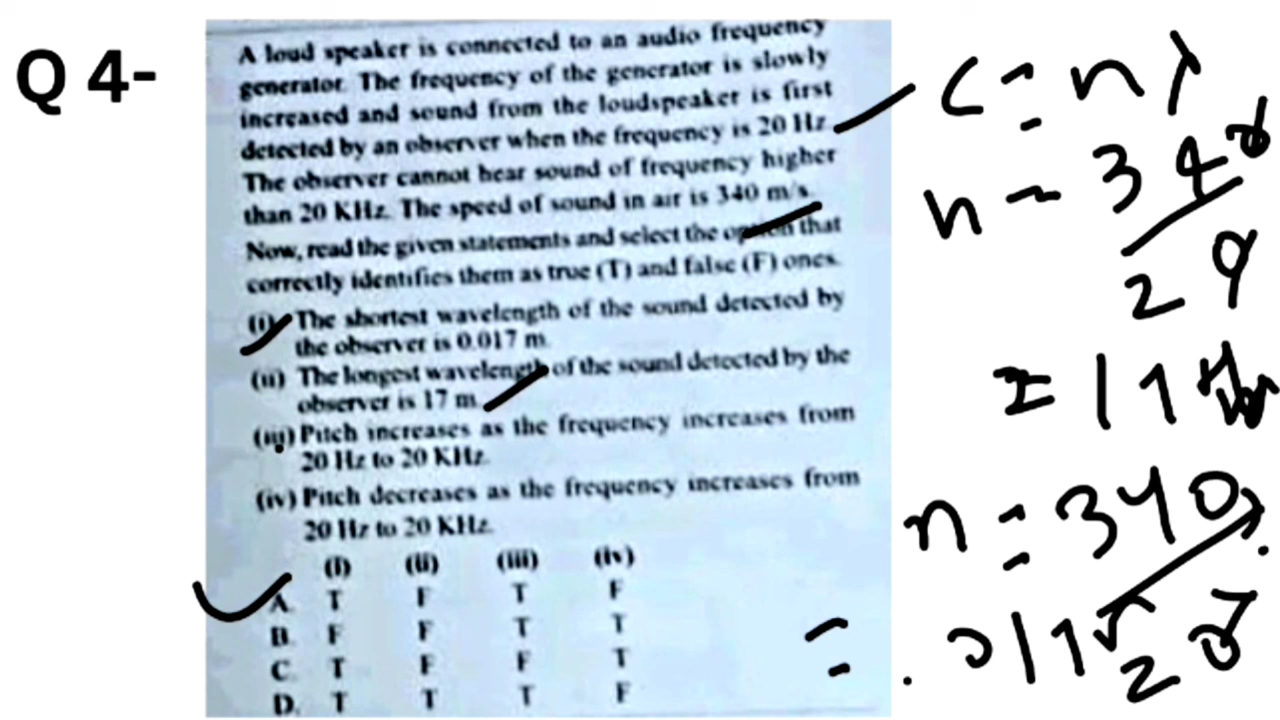 Q 4-
A loud speaker is connected to an audio frequency
generator. The frequency of the generator is slowly
increased and sound from the loudspeaker is first
detected by an observer when the frequency is 20 Hz.
The observer cannot hear sound of frequency higher
than 20 KHz. The speed of sound in air is 340 m/s.
Now, read the given statements and select the option that
correctly identifies them as true (T) and false (F) ones.
(i) The shortest wavelength of the sound detected by
the observer is 0.017 m.
(ii) The longest wavelength of the sound detected by the
observer is 17 m.
(iii) Pitch increases as the frequency increases from
20 Hz to 20 KHz.
(iv) Pitch decreases as the frequency increases from
20 Hz to 20 KHz.
(i) (ii) (iii) (iv)
A. T F T F
B. F F T T
C. T F F T
D. T T T F
C = n λ
n = 340
20
= 17
n = 340
20
= .017